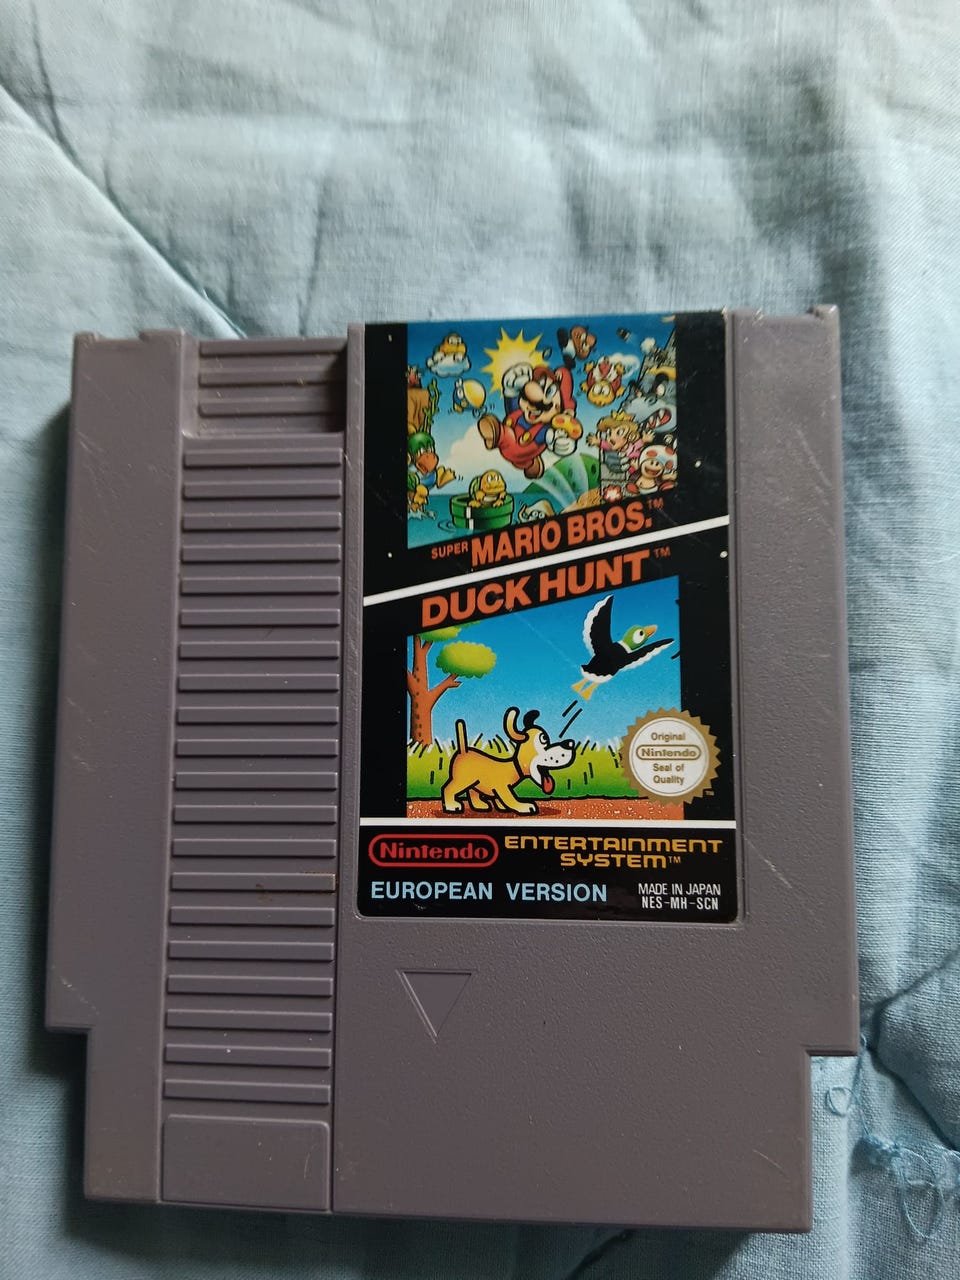 SUPER MARIO BROS.™
DUCK HUNT™
Original
Nintendo
Seal of
Quality
™
Nintendo
ENTERTAINMENT
SYSTEM™
EUROPEAN VERSION
MADE IN JAPAN
NES-MH-SCN